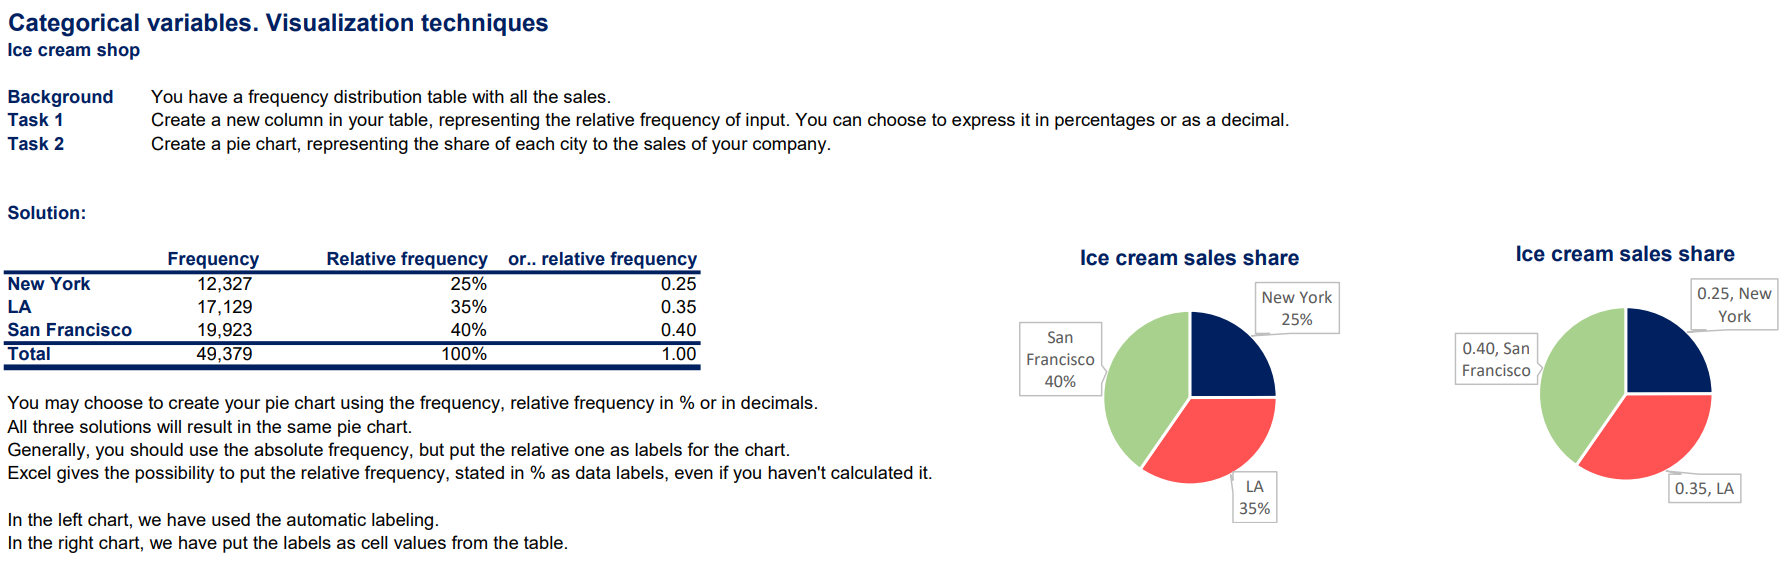 Categorical variables. Visualization techniques
Ice cream shop
Background You have a frequency distribution table with all the sales.
Task 1 Create a new column in your table, representing the relative frequency of input. You can choose to express it in percentages or as a decimal.
Task 2 Create a pie chart, representing the share of each city to the sales of your company.
Solution:
Frequency Relative frequency or.. relative frequency
New York 12,327 25% 0.25
LA 17,129 35% 0.35
San Francisco 19,923 40% 0.40
Total 49,379 100% 1.00
You may choose to create your pie chart using the frequency, relative frequency in % or in decimals.
All three solutions will result in the same pie chart.
Generally, you should use the absolute frequency, but put the relative one as labels for the chart.
Excel gives the possibility to put the relative frequency, stated in % as data labels, even if you haven't calculated it.
In the left chart, we have used the automatic labeling.
In the right chart, we have put the labels as cell values from the table.
Ice cream sales share
New York
25%
San
Francisco
40%
LA
35%
Ice cream sales share
0.25, New
York
0.40, San
Francisco
0.35, LA